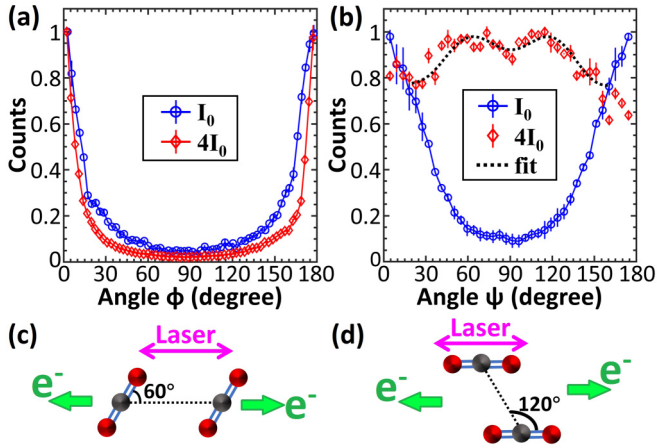 (a)
Counts
1
0.8
0.6
0.4
0.2
0
I₀
4I₀
0 30 60 90 120 150 180
Angle ϕ (degree)
(b)
Counts
1
0.8
0.6
0.4
0.2
0
I₀
4I₀
fit
0 30 60 90 120 150 180
Angle ψ (degree)
(c)
Laser
e⁻
60°
e⁻
(d)
Laser
e⁻
120°
e⁻